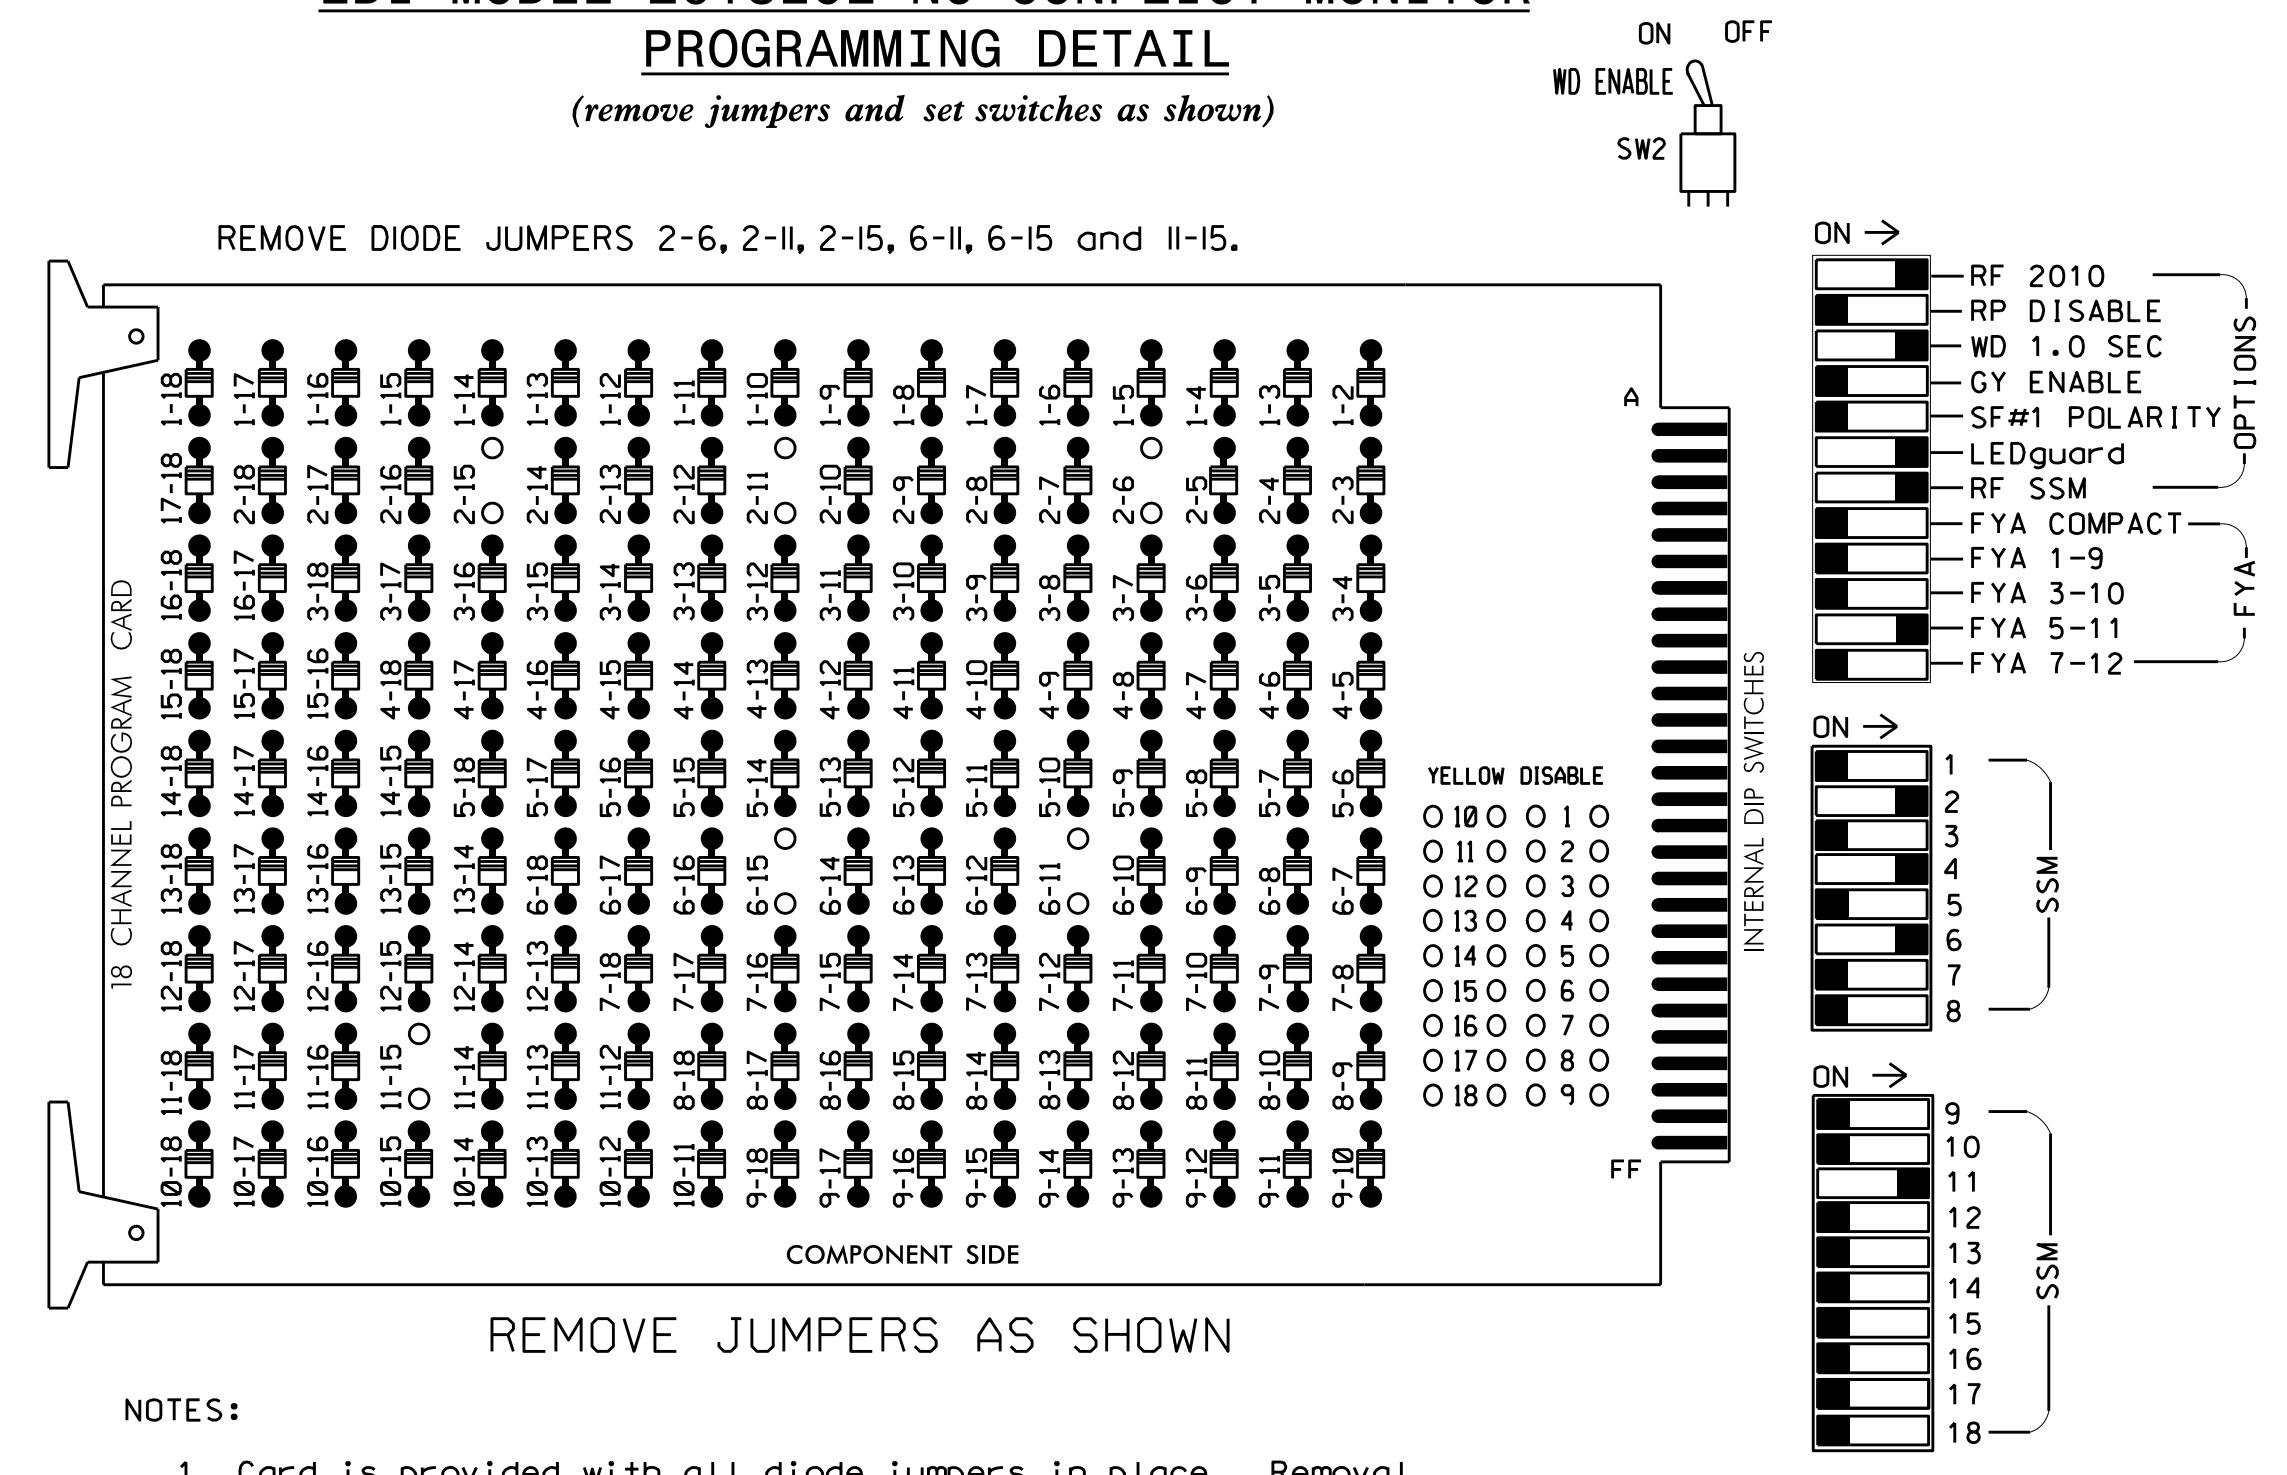 PROGRAMMING DETAIL
(remove jumpers and set switches as shown)
ON OFF
WD ENABLE
SW2
REMOVE DIODE JUMPERS 2-6, 2-11, 2-15, 6-11, 6-15 and 11-15.
18 CHANNEL PROGRAM CARD
1-18 1-17 1-16 1-15 1-14 1-13 1-12 1-11 1-10 1-9 1-8 1-7 1-6 1-5 1-4 1-3 1-2
17-18 2-18 2-17 2-16 2-15 2-14 2-13 2-12 2-11 2-10 2-9 2-8 2-7 2-6 2-5 2-4 2-3
16-18 16-17 3-18 3-17 3-16 3-15 3-14 3-13 3-12 3-11 3-10 3-9 3-8 3-7 3-6 3-5 3-4
15-18 15-17 15-16 4-18 4-17 4-16 4-15 4-14 4-13 4-12 4-11 4-10 4-9 4-8 4-7 4-6 4-5
14-18 14-17 14-16 14-15 5-18 5-17 5-16 5-15 5-14 5-13 5-12 5-11 5-10 5-9 5-8 5-7 5-6
13-18 13-17 13-16 13-15 13-14 6-18 6-17 6-16 6-15 6-14 6-13 6-12 6-11 6-10 6-9 6-8 6-7
12-18 12-17 12-16 12-15 12-14 12-13 7-18 7-17 7-16 7-15 7-14 7-13 7-12 7-11 7-10 7-9 7-8
11-18 11-17 11-16 11-15 11-14 11-13 11-12 8-18 8-17 8-16 8-15 8-14 8-13 8-12 8-11 8-10 8-9
10-18 10-17 10-16 10-15 10-14 10-13 10-12 10-11 9-18 9-17 9-16 9-15 9-14 9-13 9-12 9-11 9-10
A
YELLOW DISABLE
10 1
11 2
12 3
13 4
14 5
15 6
16 7
17 8
18 9
FF
COMPONENT SIDE
INTERNAL DIP SWITCHES
ON
RF 2010
RP DISABLE
WD 1.0 SEC
GY ENABLE
SF#1 POLARITY
LEDguard
RF SSM
OPTIONS
FYA COMPACT
FYA 1-9
FYA 3-10
FYA 5-11
FYA 7-12
FYA
ON
1
2
3
4
5
6
7
8
SSM
ON
9
10
11
12
13
14
15
16
17
18
SSM
REMOVE JUMPERS AS SHOWN
NOTES:
1. Card is provided with all diode jumpers in place. Removal